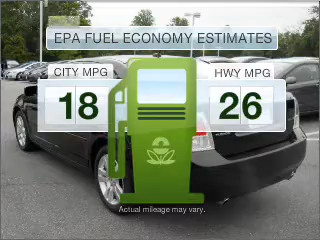 EPA FUEL ECONOMY ESTIMATES
CITY MPG
HWY MPG
18
26
Actual mileage may vary.